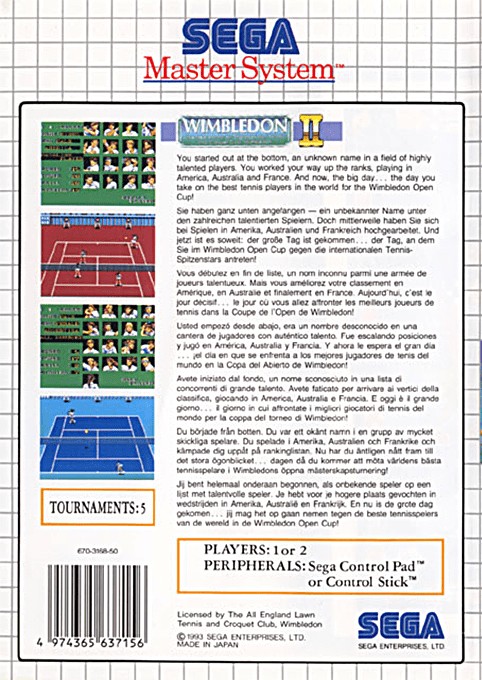 SEGA
Master System™
WIMBLEDON II
You started out at the bottom, an unknown name in a field of highly
talented players. You worked your way up the ranks, playing in
America, Australia and France. And now, the big day... the day you
take on the best tennis players in the world for the Wimbledon Open
Cup!
Sie haben ganz unten angefangen — ein unbekannter Name unter
den zahlreichen talentierten Spielern. Doch mittlerweile haben Sie sich
bei Spielen in Amerika, Australien und Frankreich hochgearbeitet. Und
jetzt ist es soweit: der große Tag ist gekommen... der Tag, an dem
Sie im Wimbledon Open Cup gegen die internationalen Tennis-
Spitzenstars antreten!
Vous débutez en fin de liste, un nom inconnu parmi une armée de
joueurs talentueux. Mais vous améliorez votre classement en
Amérique, en Australie et finalement en France. Aujourd'hui, c'est le
jour décisif... le jour où vous allez affronter les meilleurs joueurs de
tennis dans la Coupe de l'Open de Wimbledon!
Usted empezó desde abajo, era un nombre desconocido en una
cantera de jugadores con auténtico talento. Fue escalando posiciones
y jugó en América, Australia y Francia. Y ahora le espera el gran día
... ¡el día en que se enfrenta a los mejores jugadores de tenis del
mundo en la Copa del Abierto de Wimbledon!
Avete iniziato dal fondo, un nome sconosciuto in una listi di
concorrenti di grande talento. Avete faticato per arrivare ai vertici della
classifica, giocando in America, Australia e Francia. E oggi è il grande
giorno... il giorno in cui affrontate i migliori giocatori di tennis del
mondo per la coppa del torneo di Wimbledon!
Du började från botten. Du var ett okänt namn i en grupp av mycket
skickliga spelare. Du spelade i Amerika, Australien och Frankrike och
kämpade dig uppåt på rankinglistan. Nu har du äntligen nått fram till
det stora ögonblicket... dagen då du kommer att möta världens bästa
tennisspelare i Wimbledons öppna mästerskapsturnering!
Jij bent helemaal onderaan begonnen, als onbekende speler op een
lijst met talentvolle speler. Je hebt voor je hogere plaats gevochten in
wedstrijden in Amerika, Australië en Frankrijk. En nu is de grote dag
gekomen... jij mag het op gaan nemen tegen de beste tennisspelers
van de wereld in de Wimbledon Open Cup!
TOURNAMENTS: 5
PLAYERS: 1 or 2
PERIPHERALS: Sega Control Pad™
or Control Stick™
670-3168-50
4 974365 637156
Licensed by The All England Lawn
Tennis and Croquet Club, Wimbledon
© 1993 SEGA ENTERPRISES, LTD.
MADE IN JAPAN
SEGA
SEGA ENTERPRISES, LTD